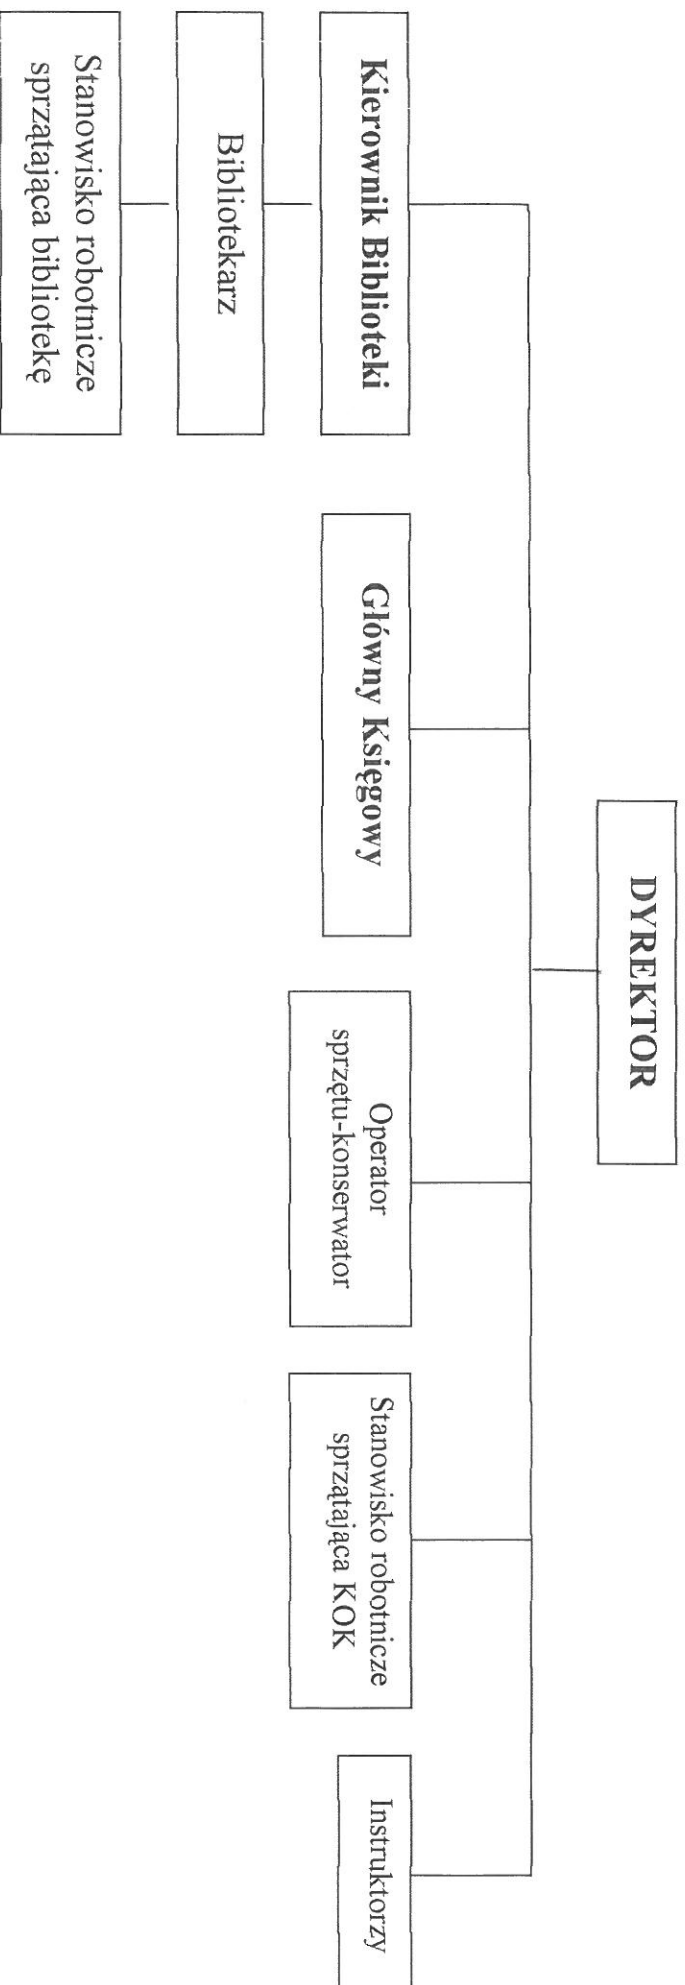 DYREKTOR
Kierownik Biblioteki
Główny Księgowy
Operator
sprzętu-konserwator
Stanowisko robotnicze
sprzątająca KOK
Instruktorzy
Bibliotekarz
Stanowisko robotnicze
sprzątająca bibliotekę